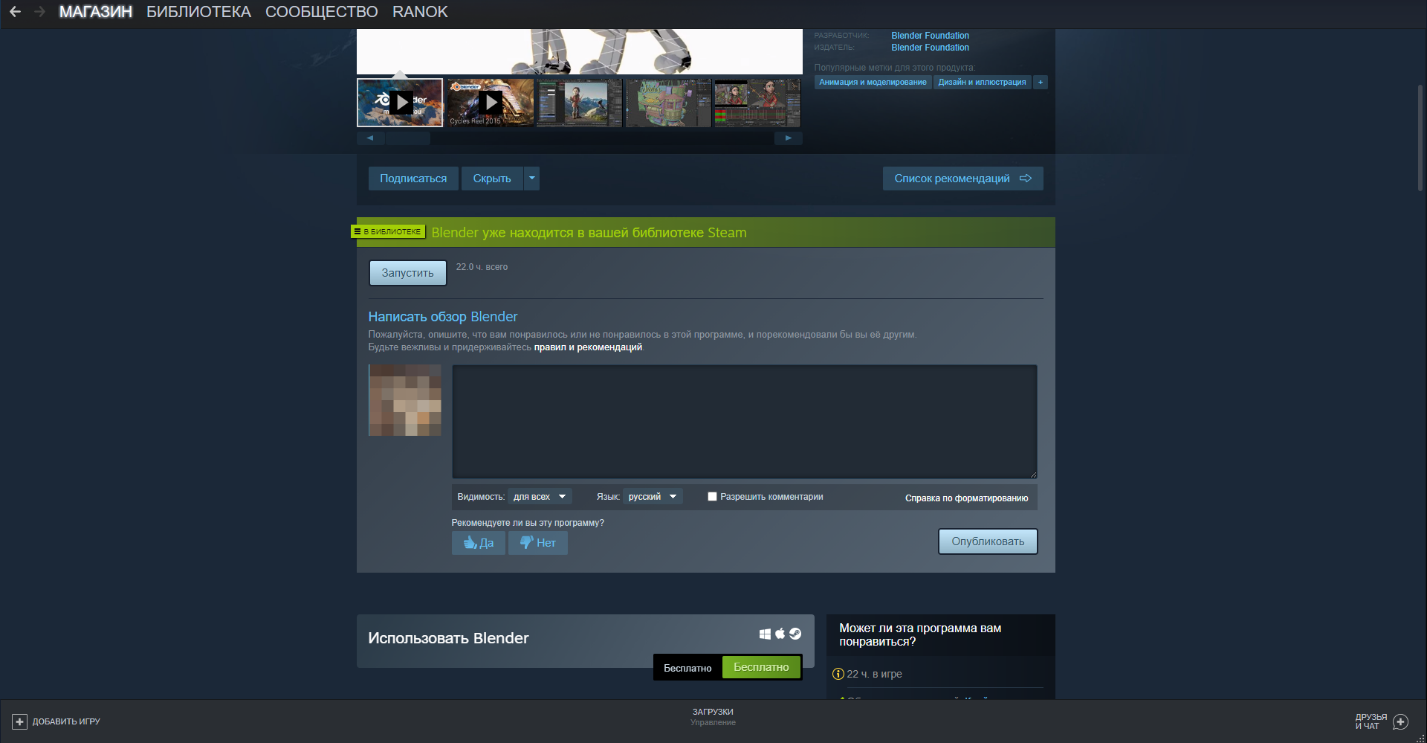 МАГАЗИН БИБЛИОТЕКА СООБЩЕСТВО RANOK
РАЗРАБОТЧИК: Blender Foundation
ИЗДАТЕЛЬ: Blender Foundation
Популярные метки для этого продукта:
Анимация и моделирование Дизайн и иллюстрация +
blender
Cycles Reel 2015
Подписаться Скрыть Список рекомендаций
В БИБЛИОТЕКЕ Blender уже находится в вашей библиотеке Steam
Запустить 22.0 ч. всего
Написать обзор Blender
Пожалуйста, опишите, что вам понравилось или не понравилось в этой программе, и порекомендовали бы вы её другим.
Будьте вежливы и придерживайтесь правил и рекомендаций.
Видимость: для всех Язык: русский Разрешить комментарии Справка по форматированию
Рекомендуете ли вы эту программу?
Да Нет Опубликовать
Использовать Blender
Бесплатно Бесплатно
Может ли эта программа вам
понравиться?
22 ч. в игре
ДОБАВИТЬ ИГРУ
ЗАГРУЗКИ
Управление
ДРУЗЬЯ
И ЧАТ